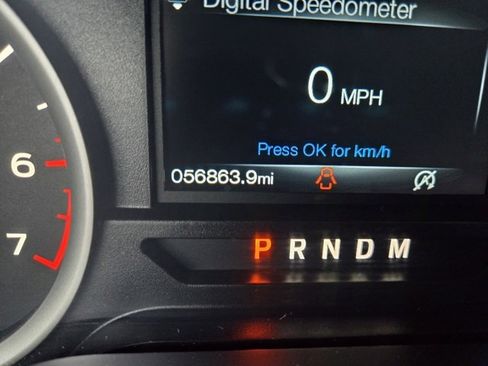 Digital Speedometer
0 MPH
Press OK for km/h
056863.9mi
6
7
P R N D M